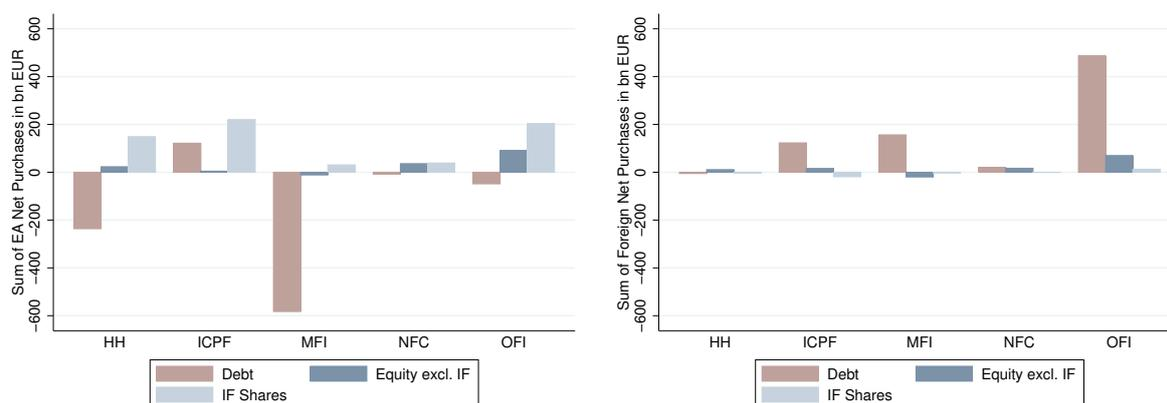 Sum of EA Net Purchases in bn EUR
600
400
200
0
−200
−400
−600
HH ICPF MFI NFC OFI
Debt Equity excl. IF
IF Shares
Sum of Foreign Net Purchases in bn EUR
600
400
200
0
−200
−400
−600
HH ICPF MFI NFC OFI
Debt Equity excl. IF
IF Shares